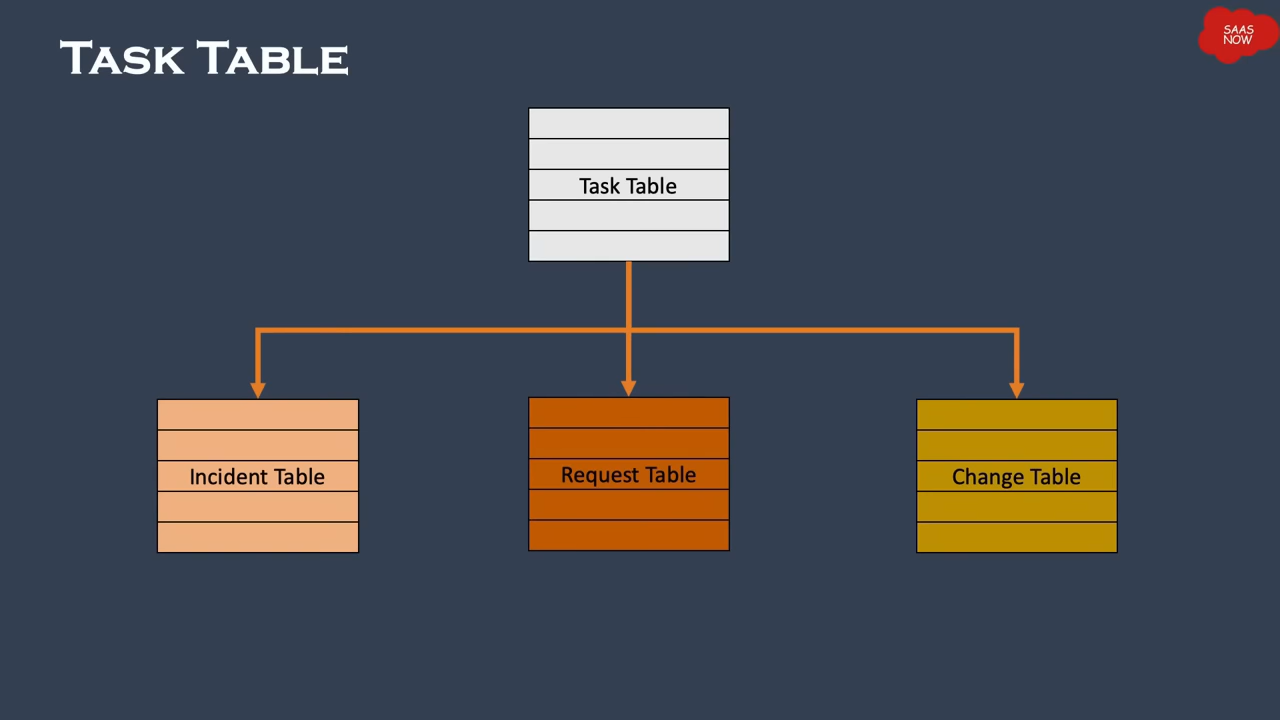 TASK TABLE
SAAS
NOW
Task Table
Incident Table
Request Table
Change Table